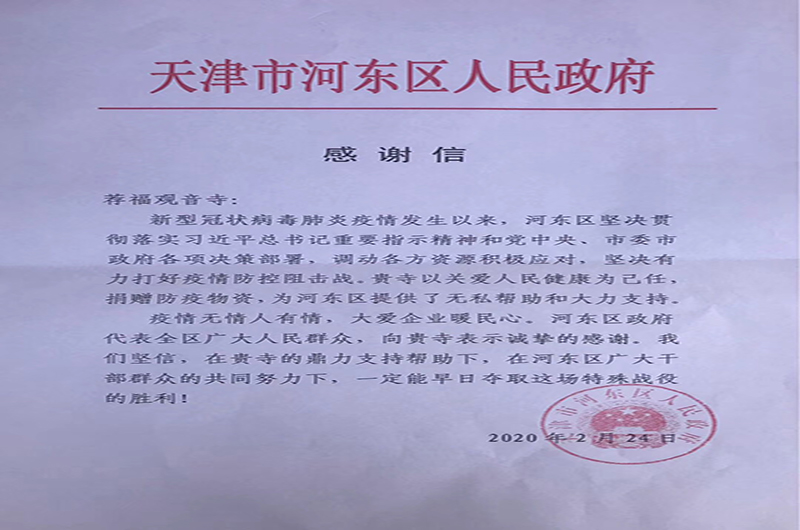 天津市河东区人民政府
感谢信
荐福观音寺：
新型冠状病毒肺炎疫情发生以来，河东区坚决贯
彻落实习近平总书记重要指示精神和党中央、市委市
政府各项决策部署，调动各方资源积极应对，坚决有
力打好疫情防控阻击战。贵寺以关爱人民健康为己任，
捐赠防疫物资，为河东区提供了无私帮助和大力支持。
疫情无情人有情，大爱企业暖民心。河东区政府
代表全区广大人民群众，向贵寺表示诚挚的感谢。我
们坚信，在贵寺的鼎力支持帮助下，在河东区广大干
部群众的共同努力下，一定能早日夺取这场特殊战役
的胜利！
天津市河东区人民政府
2020年2月24日